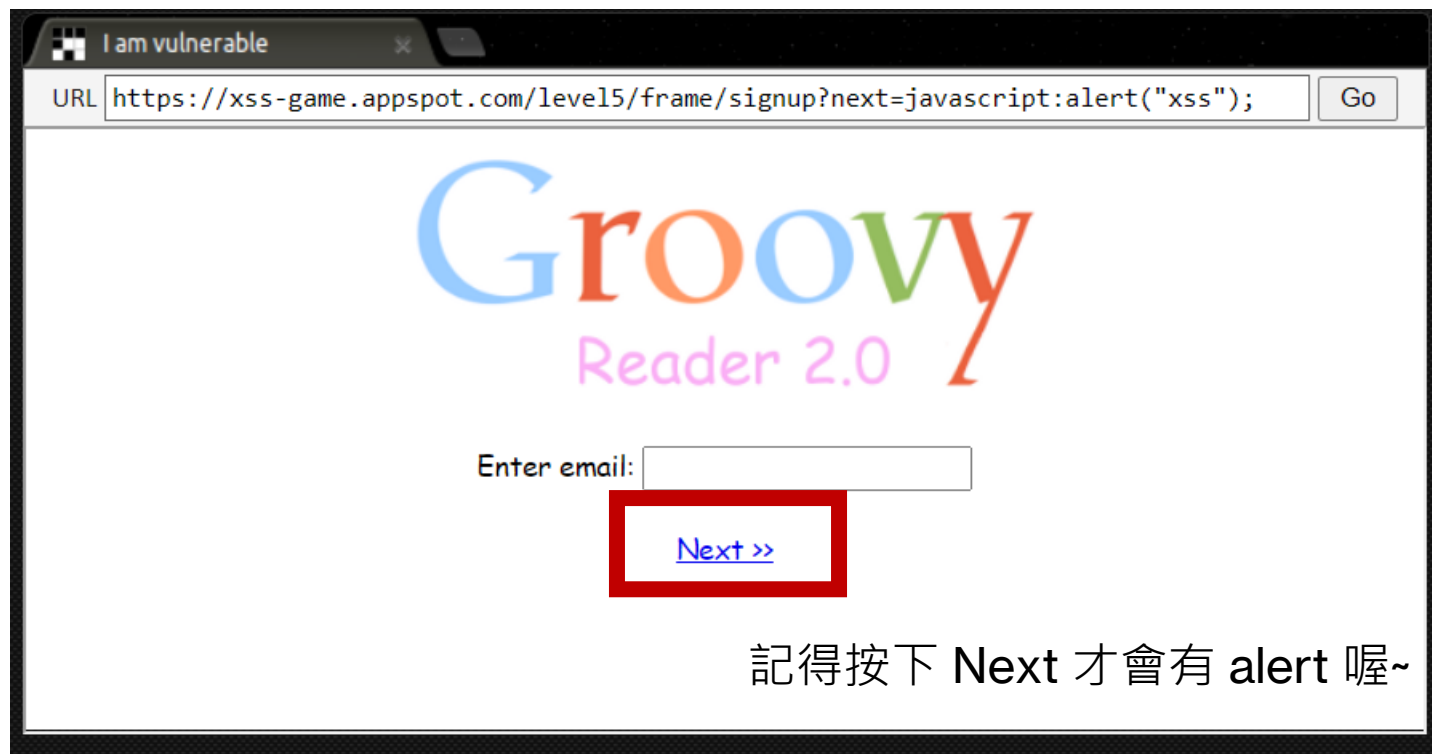 I am vulnerable
URL https://xss-game.appspot.com/level5/frame/signup?next=javascript:alert("xss"); Go
Groovy
Reader 2.0
Enter email:
Next >>
記得按下 Next 才會有 alert 喔~